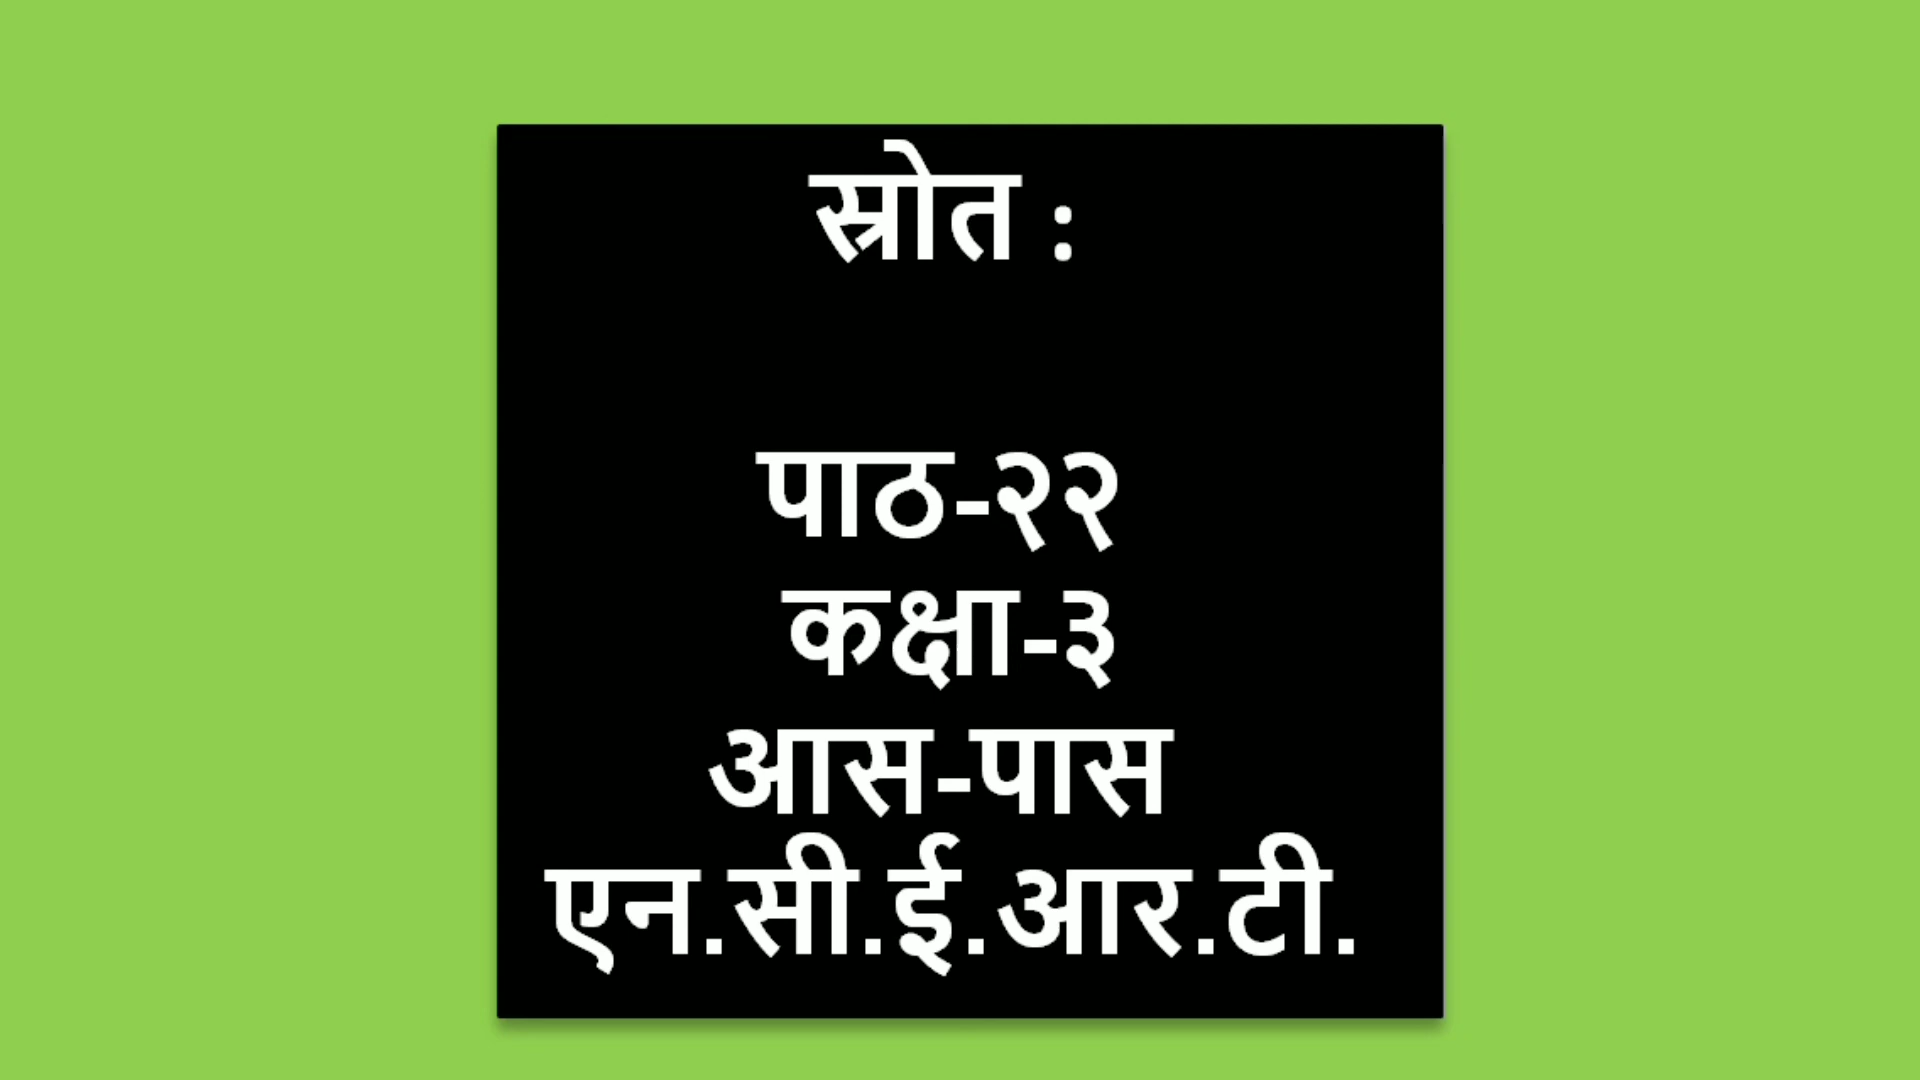 स्रोत :
पाठ-२२
कक्षा-३
आस-पास
एन.सी.ई.आर.टी.